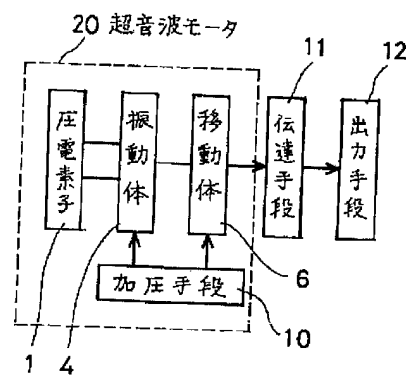 20 超音波モータ
11
12
圧電素子
振動体
移動体
伝達手段
出力手段
加圧手段
1
4
6
10